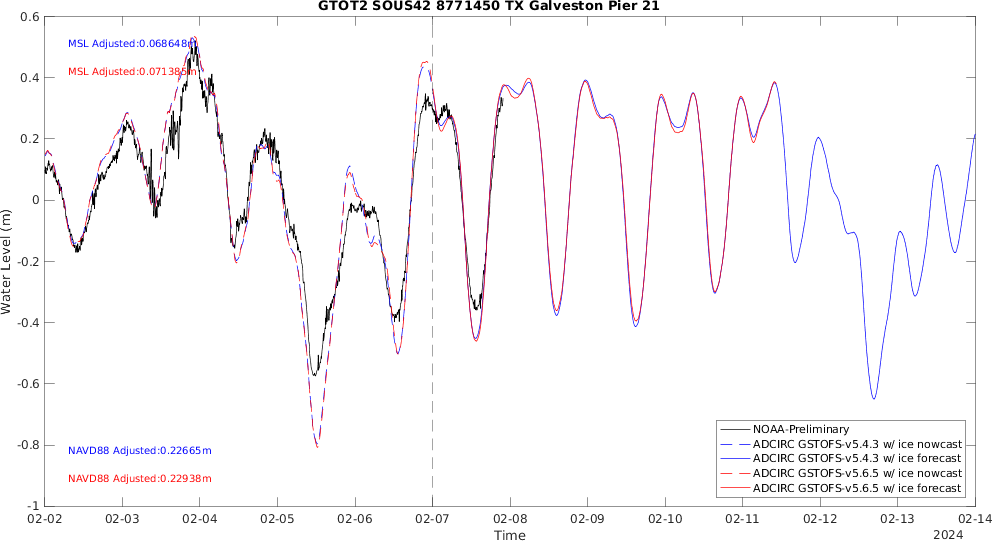 GTOT2 SOUS42 8771450 TX Galveston Pier 21
0.6
0.4
0.2
0
-0.2
-0.4
-0.6
-0.8
-1
Water Level (m)
MSL Adjusted:0.068648m
MSL Adjusted:0.071385m
NAVD88 Adjusted:0.22665m
NAVD88 Adjusted:0.22938m
NOAA-Preliminary
ADCIRC GSTOFS-v5.4.3 w/ ice nowcast
ADCIRC GSTOFS-v5.4.3 w/ ice forecast
ADCIRC GSTOFS-v5.6.5 w/ ice nowcast
ADCIRC GSTOFS-v5.6.5 w/ ice forecast
02-02 02-03 02-04 02-05 02-06 02-07 02-08 02-09 02-10 02-11 02-12 02-13 02-14
Time
2024